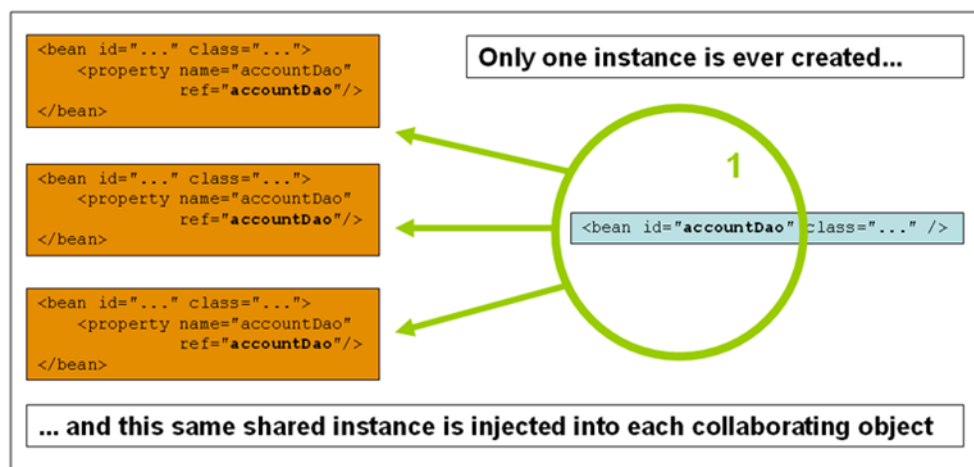 <bean id="..." class="...">
<property name="accountDao"
ref="accountDao"/>
</bean>
Only one instance is ever created...
1
<bean id="..." class="...">
<property name="accountDao"
ref="accountDao"/>
</bean>
<bean id="accountDao" class="..." />
<bean id="..." class="...">
<property name="accountDao"
ref="accountDao"/>
</bean>
... and this same shared instance is injected into each collaborating object